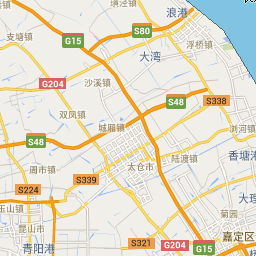 璜泾镇
浪港
支塘镇
S80
G15
浮桥镇
大湾
沙溪镇
G204
S48
S338
双凤镇
城厢镇
浏河镇
S48
香塘
周市镇
太仓市
陆渡镇
S339
S224
大理
玉山镇
菊园
昆山市
嘉定区
青阳港
S321
G204
G15